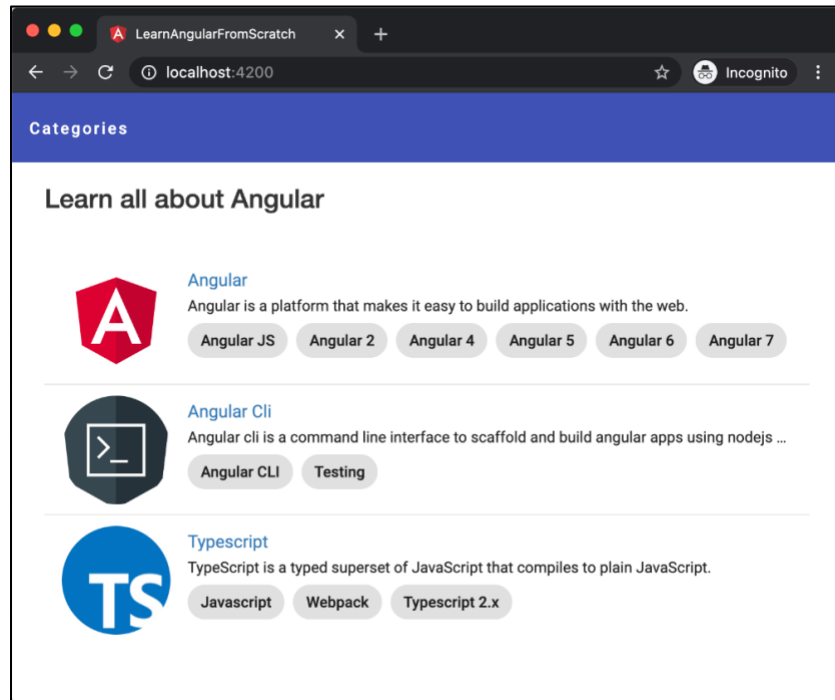 LearnAngularFromScratch
localhost:4200
Incognito
Categories
Learn all about Angular
A
Angular
Angular is a platform that makes it easy to build applications with the web.
Angular JS Angular 2 Angular 4 Angular 5 Angular 6 Angular 7
>_
Angular Cli
Angular cli is a command line interface to scaffold and build angular apps using nodejs ...
Angular CLI Testing
TS
Typescript
TypeScript is a typed superset of JavaScript that compiles to plain JavaScript.
Javascript Webpack Typescript 2.x